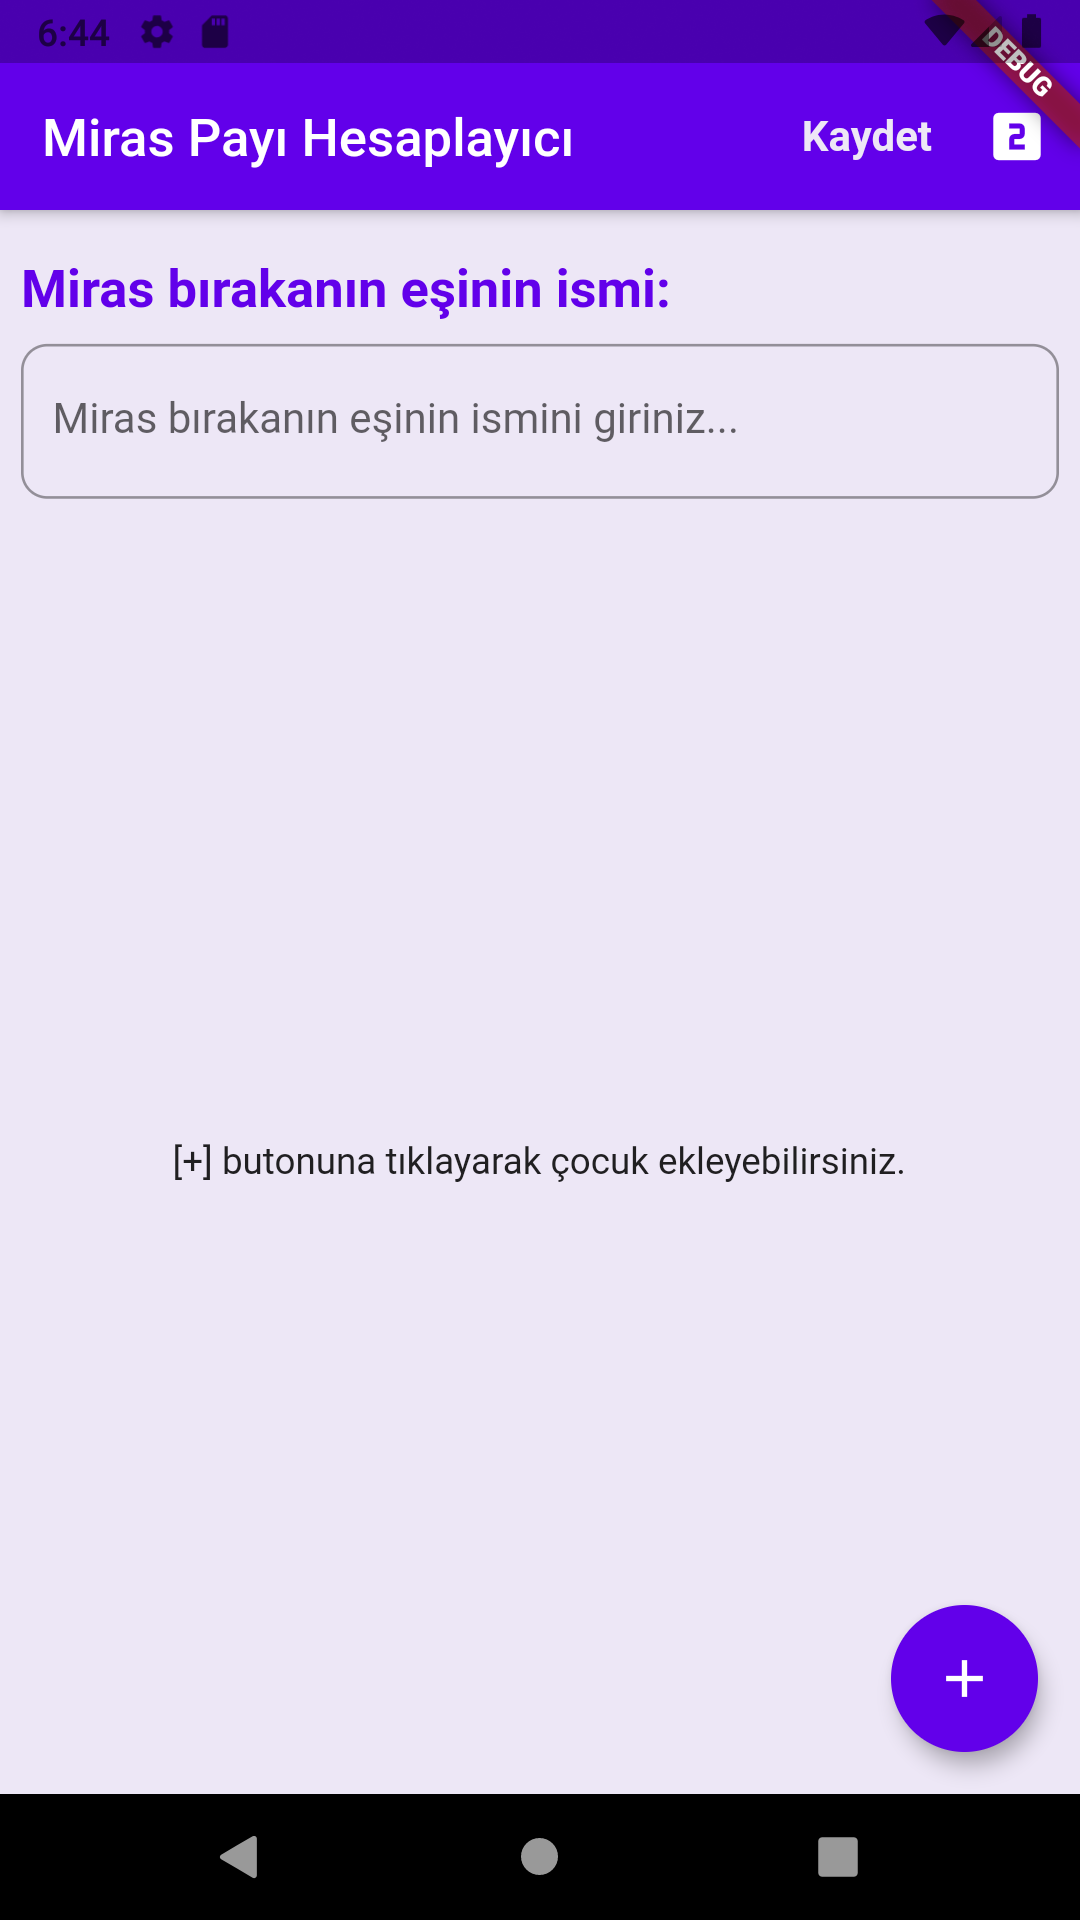 6:44
DEBUG
Miras Payı Hesaplayıcı
Kaydet
2
Miras bırakanın eşinin ismi:
Miras bırakanın eşinin ismini giriniz...
[+] butonuna tıklayarak çocuk ekleyebilirsiniz.
+